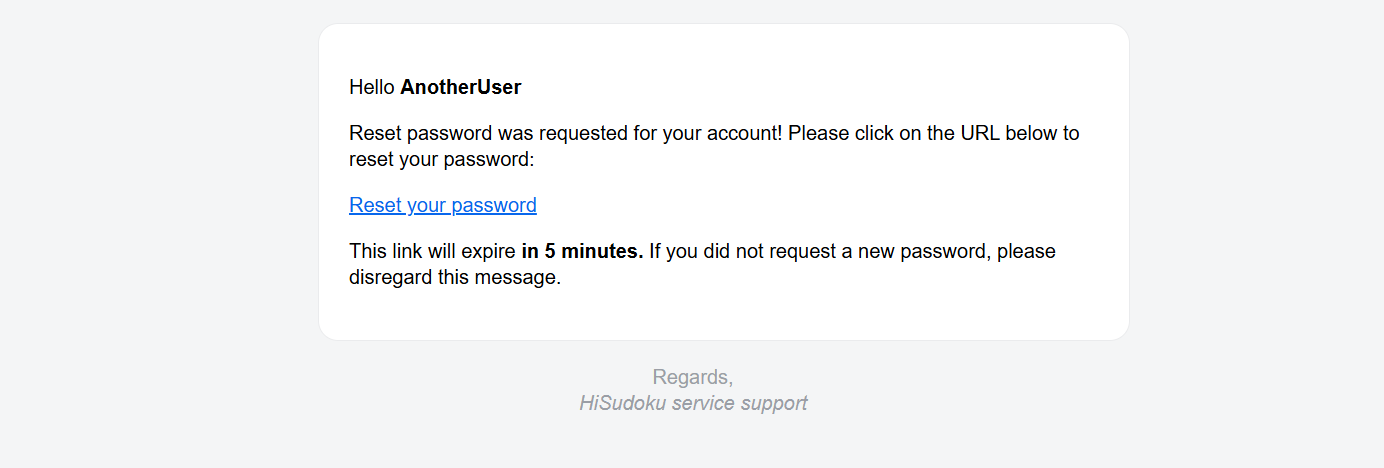 Hello AnotherUser
Reset password was requested for your account! Please click on the URL below to
reset your password:
Reset your password
This link will expire in 5 minutes. If you did not request a new password, please
disregard this message.
Regards,
HiSudoku service support